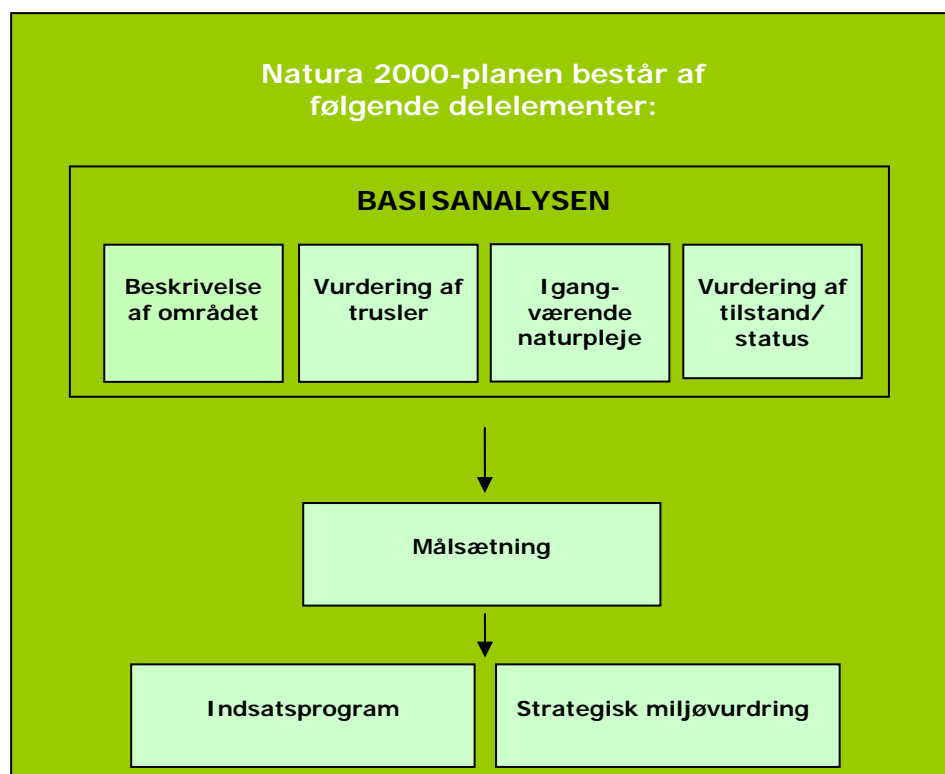 Natura 2000-planen består af
følgende delelementer:
BASISANALYSEN
Beskrivelse
af området
Vurdering af
trusler
Igang-
værende
naturpleje
Vurdering af
tilstand/
status
Målsætning
Indsatsprogram
Strategisk miljøvurdring